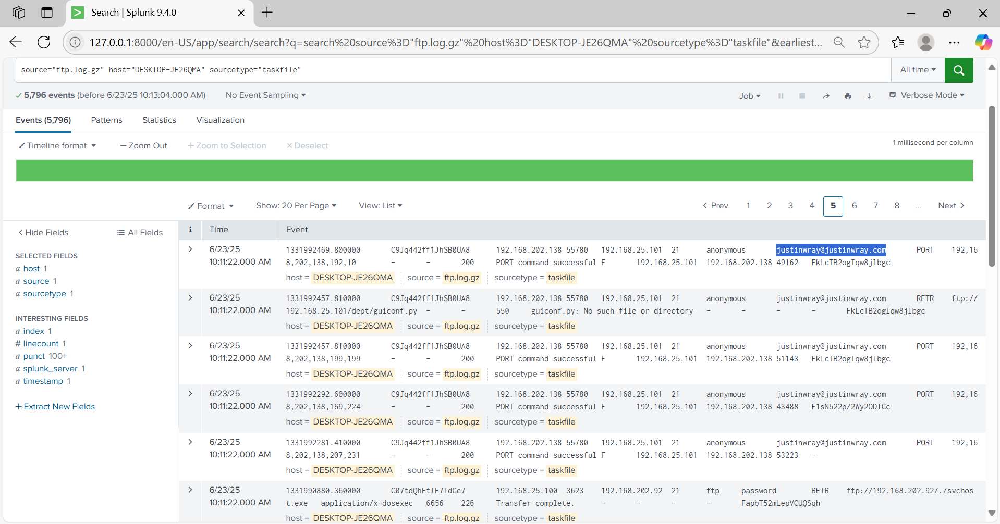 Search | Splunk 9.4.0
127.0.0.1:8000/en-US/app/search/search?q=search%20source%3D"ftp.log.gz"%20host%3D"DESKTOP-JE26QMA"%20sourcetype%3D"taskfile"&earliest...
source="ftp.log.gz" host="DESKTOP-JE26QMA" sourcetype="taskfile"
All time
5,796 events (before 6/23/25 10:13:04.000 AM)
No Event Sampling
Job
Verbose Mode
Events (5,796)
Patterns
Statistics
Visualization
Timeline format
— Zoom Out
+ Zoom to Selection
× Deselect
1 millisecond per column
Format
Show: 20 Per Page
View: List
< Prev 1 2 3 4 5 6 7 8 ... Next >
< Hide Fields
All Fields
SELECTED FIELDS
a host 1
a source 1
a sourcetype 1
INTERESTING FIELDS
a index 1
# linecount 1
a punct 100+
a splunk_server 1
a timestamp 1
+ Extract New Fields
i Time Event
> 6/23/25
10:11:22.000 AM
1331992469.800000 C9Jq442ff1JhSB0UA8 192.168.202.138 55780 192.168.25.101 21 anonymous justinwray@justinwray.com PORT 192,16
8,202,138,192,10 - - 200 PORT command successful F 192.168.25.101 192.168.202.138 49162 FkLcTB2ogIqw8jlbgc
host = DESKTOP-JE26QMA source = ftp.log.gz sourcetype = taskfile
> 6/23/25
10:11:22.000 AM
1331992457.810000 C9Jq442ff1JhSB0UA8 192.168.202.138 55780 192.168.25.101 21 anonymous justinwray@justinwray.com RETR ftp://
192.168.25.101/dept/guiconf.py - - 550 guiconf.py: No such file or directory - - - - FkLcTB2ogIqw8jlbgc
host = DESKTOP-JE26QMA source = ftp.log.gz sourcetype = taskfile
> 6/23/25
10:11:22.000 AM
1331992457.810000 C9Jq442ff1JhSB0UA8 192.168.202.138 55780 192.168.25.101 21 anonymous justinwray@justinwray.com PORT 192,16
8,202,138,199,199 - - 200 PORT command successful F 192.168.25.101 192.168.202.138 51143 FkLcTB2ogIqw8jlbgc
host = DESKTOP-JE26QMA source = ftp.log.gz sourcetype = taskfile
> 6/23/25
10:11:22.000 AM
1331992292.600000 C9Jq442ff1JhSB0UA8 192.168.202.138 55780 192.168.25.101 21 anonymous justinwray@justinwray.com PORT 192,16
8,202,138,169,224 - - 200 PORT command successful F 192.168.25.101 192.168.202.138 43488 F1sN522pZ2Wy2ODICc
host = DESKTOP-JE26QMA source = ftp.log.gz sourcetype = taskfile
> 6/23/25
10:11:22.000 AM
1331992281.410000 C9Jq442ff1JhSB0UA8 192.168.202.138 55780 192.168.25.101 21 anonymous justinwray@justinwray.com PORT 192,16
8,202,138,207,231 - - 200 PORT command successful F 192.168.25.101 192.168.202.138 53223 -
host = DESKTOP-JE26QMA source = ftp.log.gz sourcetype = taskfile
> 6/23/25
10:11:22.000 AM
1331990880.360000 C07tdQhFtlF7ldGe7 192.168.25.100 3623 192.168.202.92 21 ftp password RETR ftp://192.168.202.92/./svchos
t.exe application/x-dosexec 6656 226 Transfer complete. - - - - FapbT52mLepVCUQSqh
host = DESKTOP-JE26QMA source = ftp.log.gz sourcetype = taskfile